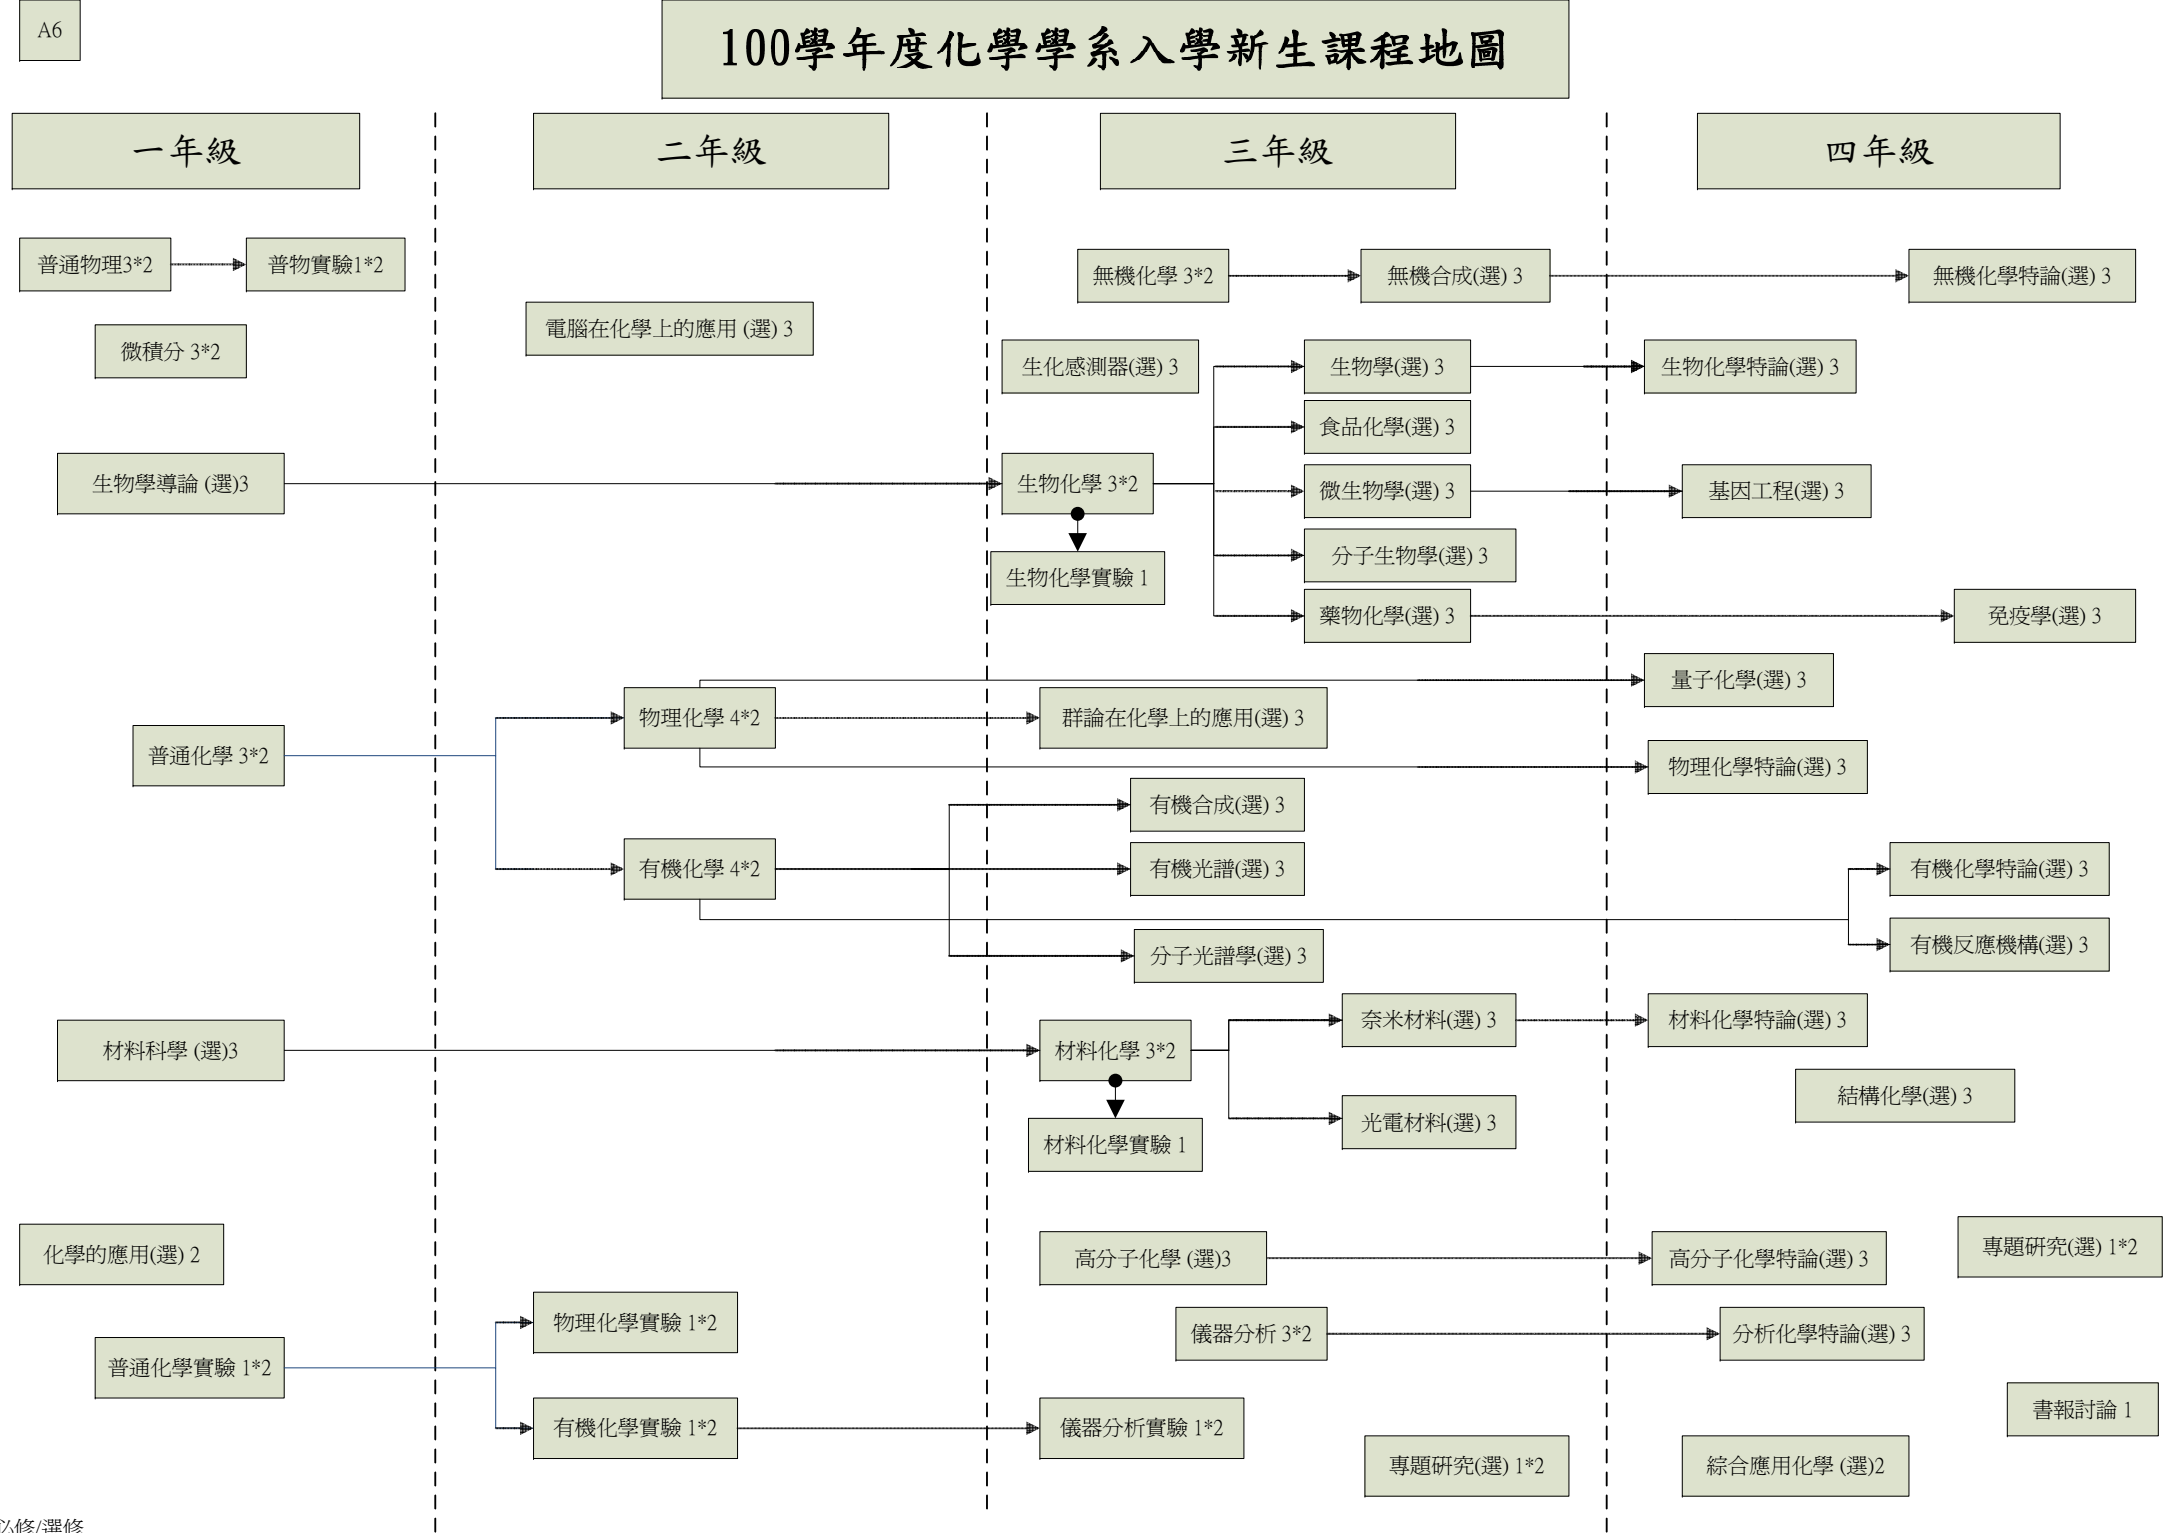 A6
100學年度化學學系入學新生課程地圖
一年級
二年級
三年級
四年級
普通物理3*2
普物實驗1*2
無機化學 3*2
無機合成(選) 3
無機化學特論(選) 3
電腦在化學上的應用 (選) 3
微積分 3*2
生化感測器(選) 3
生物學(選) 3
生物化學特論(選) 3
食品化學(選) 3
生物學導論 (選)3
生物化學 3*2
微生物學(選) 3
基因工程(選) 3
分子生物學(選) 3
生物化學實驗 1
藥物化學(選) 3
免疫學(選) 3
量子化學(選) 3
物理化學 4*2
群論在化學上的應用(選) 3
普通化學 3*2
物理化學特論(選) 3
有機合成(選) 3
有機化學 4*2
有機光譜(選) 3
有機化學特論(選) 3
有機反應機構(選) 3
分子光譜學(選) 3
奈米材料(選) 3
材料化學特論(選) 3
材料科學 (選)3
材料化學 3*2
結構化學(選) 3
光電材料(選) 3
材料化學實驗 1
專題研究(選) 1*2
化學的應用(選) 2
高分子化學 (選)3
高分子化學特論(選) 3
物理化學實驗 1*2
儀器分析 3*2
分析化學特論(選) 3
普通化學實驗 1*2
書報討論 1
有機化學實驗 1*2
儀器分析實驗 1*2
專題研究(選) 1*2
綜合應用化學 (選)2
必修/選修